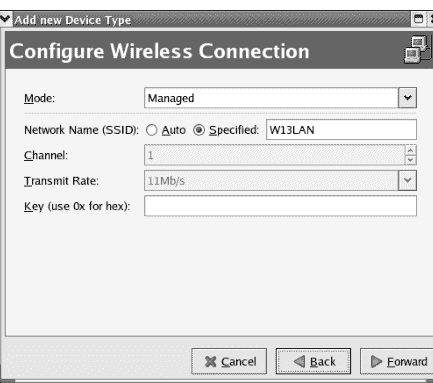 Add new Device Type
Configure Wireless Connection
Mode: Managed
Network Name (SSID): Auto Specified: W13LAN
Channel: 1
Transmit Rate: 11Mb/s
Key (use 0x for hex):
Cancel Back Forward